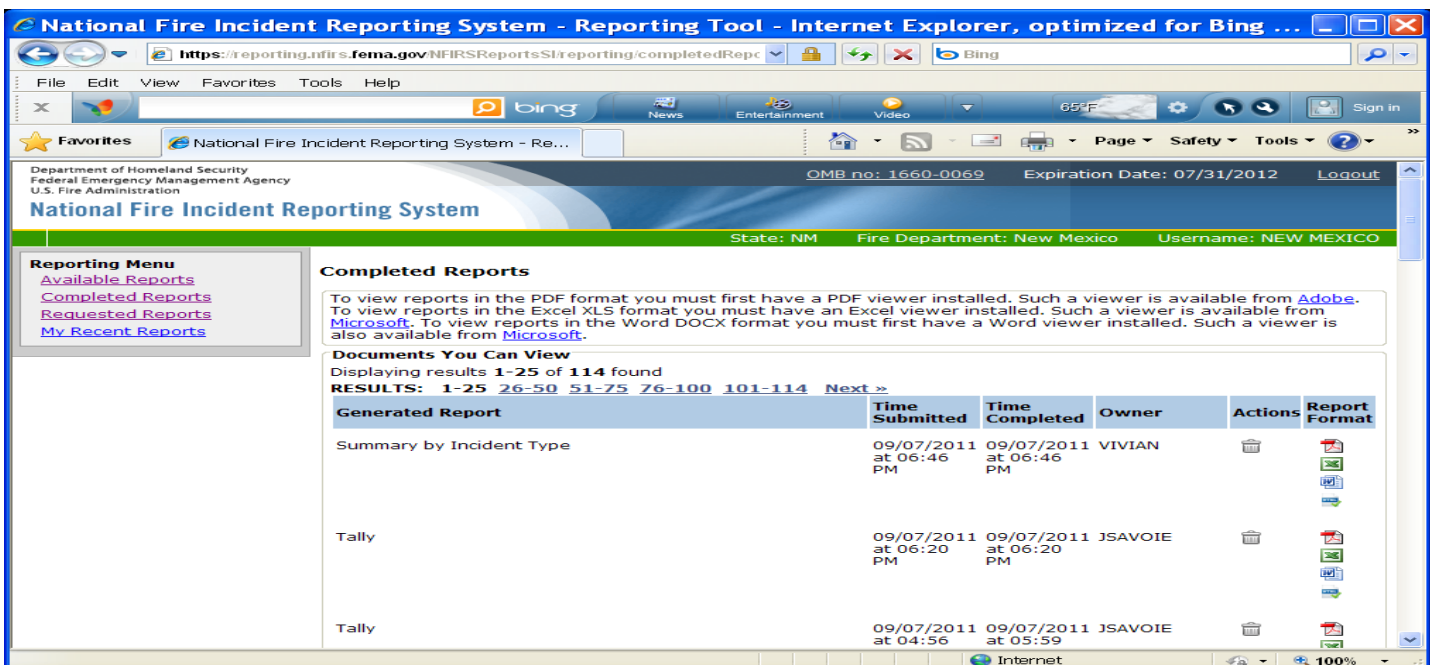 National Fire Incident Reporting System - Reporting Tool - Internet Explorer, optimized for Bing ...
https://reporting.nfirs.fema.gov/NFIRSReportsSI/reporting/completedRepc
Bing
File Edit View Favorites Tools Help
x bing News Entertainment Video 65°F Sign in
Favorites National Fire Incident Reporting System - Re... Page Safety Tools »
Department of Homeland Security
Federal Emergency Management Agency
U.S. Fire Administration
National Fire Incident Reporting System
OMB no: 1660-0069 Expiration Date: 07/31/2012 Logout
State: NM Fire Department: New Mexico Username: NEW MEXICO
Reporting Menu
Available Reports
Completed Reports
Requested Reports
My Recent Reports
Completed Reports
To view reports in the PDF format you must first have a PDF viewer installed. Such a viewer is available from Adobe.
To view reports in the Excel XLS format you must have an Excel viewer installed. Such a viewer is available from
Microsoft. To view reports in the Word DOCX format you must first have a Word viewer installed. Such a viewer is
also available from Microsoft.
Documents You Can View
Displaying results 1-25 of 114 found
RESULTS: 1-25 26-50 51-75 76-100 101-114 Next »
Generated Report Time Submitted Time Completed Owner Actions Report Format
Summary by Incident Type 09/07/2011 09/07/2011 VIVIAN
at 06:46 at 06:46
PM PM
Tally 09/07/2011 09/07/2011 JSAVOIE
at 06:20 at 06:20
PM PM
Tally 09/07/2011 09/07/2011 JSAVOIE
at 04:56 at 05:59
Internet 100%